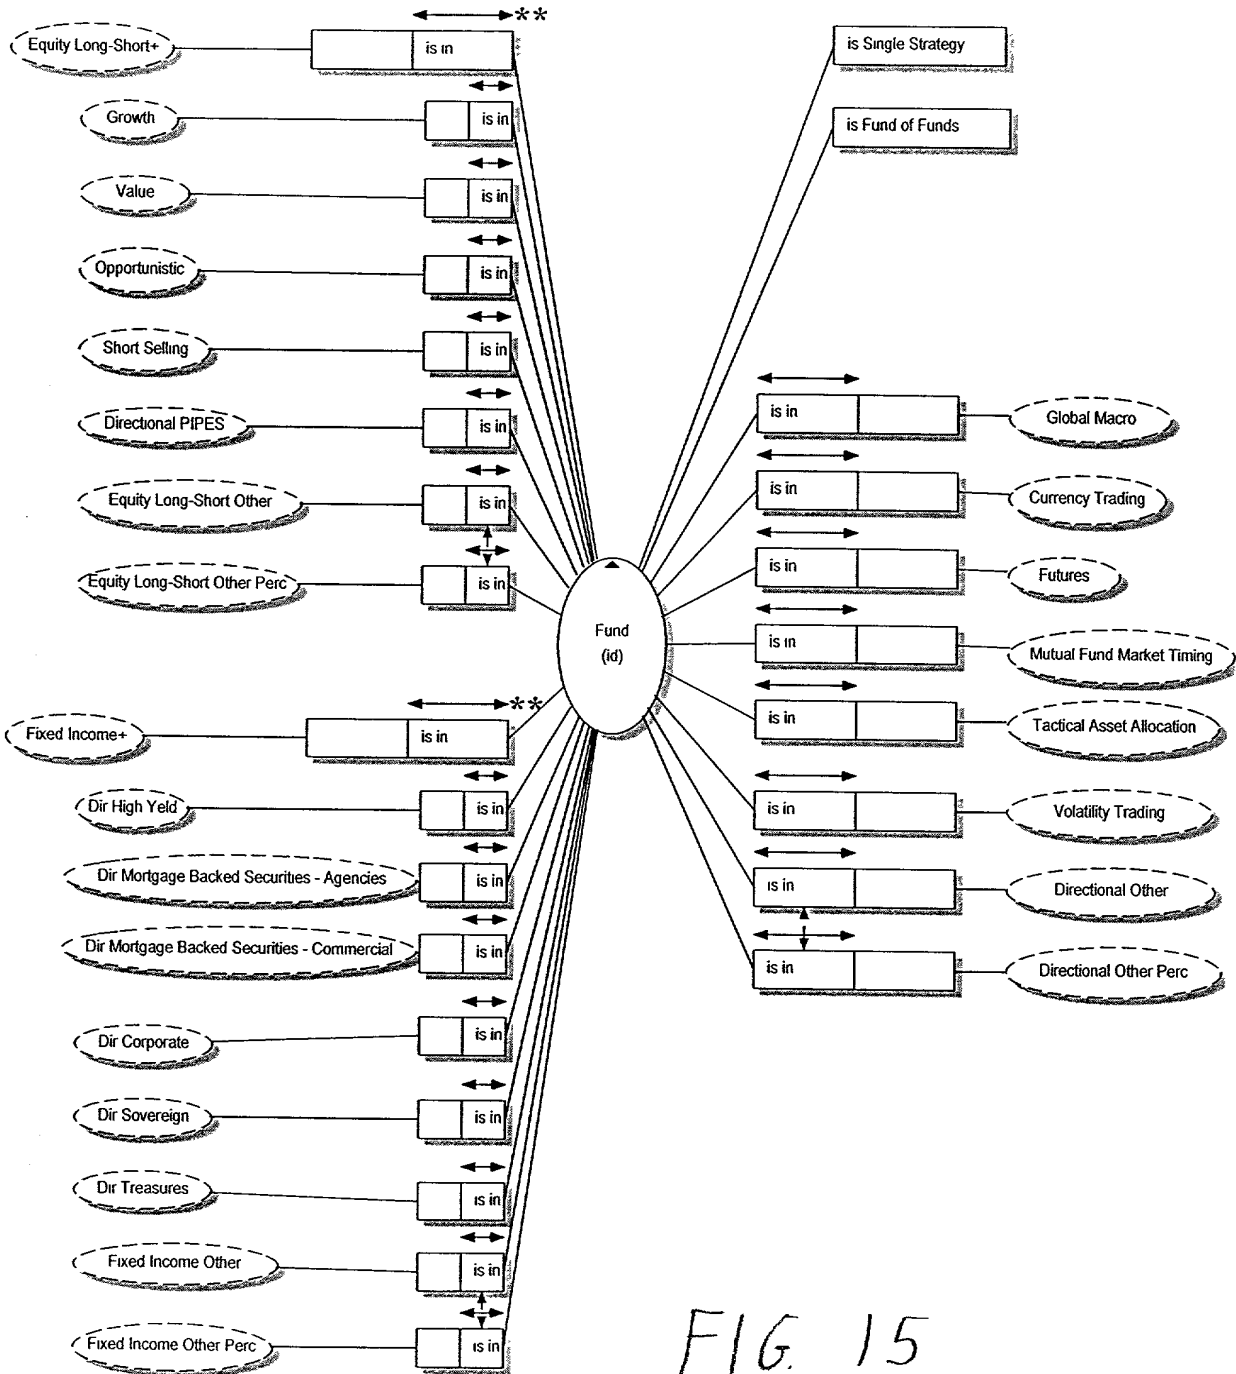 Equity Long-Short+
is in
**
Growth
is in
Value
is in
Opportunistic
is in
Short Selling
is in
Directional PIPES
is in
Equity Long-Short Other
is in
Equity Long-Short Other Perc
is in
Fixed Income+
is in
**
Dir High Yeld
is in
Dir Mortgage Backed Securities - Agencies
is in
Dir Mortgage Backed Securities - Commercial
is in
Dir Corporate
is in
Dir Sovereign
is in
Dir Treasures
is in
Fixed Income Other
is in
Fixed Income Other Perc
is in
Fund
(id)
is Single Strategy
is Fund of Funds
is in
Global Macro
is in
Currency Trading
is in
Futures
is in
Mutual Fund Market Timing
is in
Tactical Asset Allocation
is in
Volatility Trading
is in
Directional Other
is in
Directional Other Perc
FIG. 15